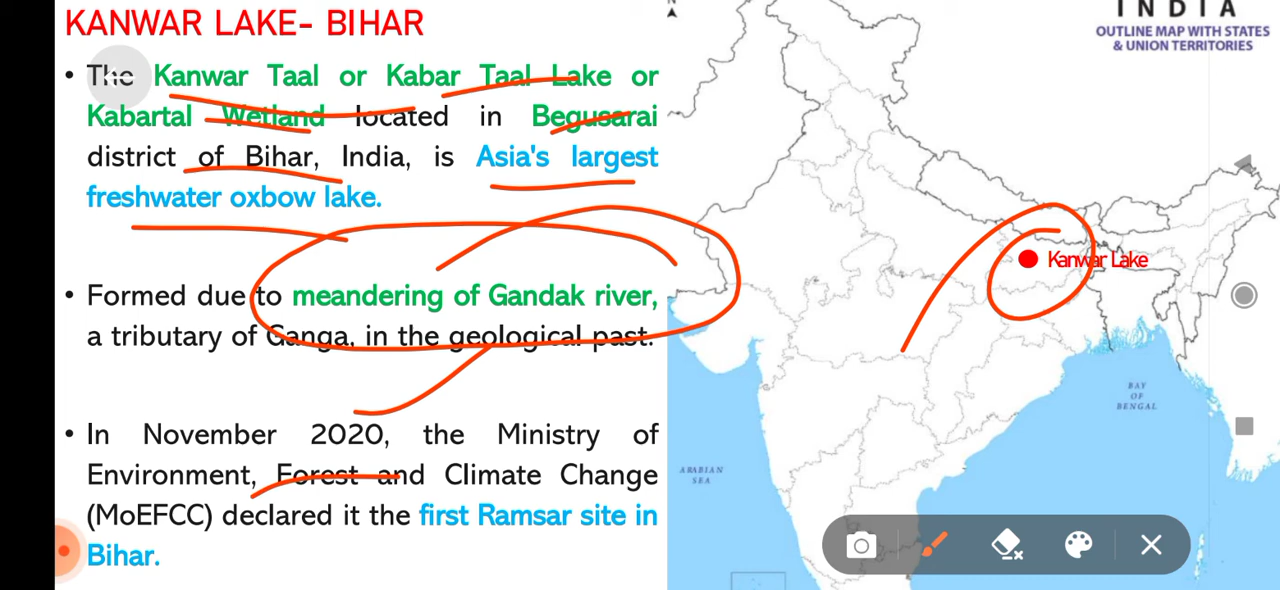 KANWAR LAKE- BIHAR
• The Kanwar Taal or Kabar Taal Lake or
Kabartal Wetland located in Begusarai
district of Bihar, India, is Asia's largest
freshwater oxbow lake.
• Formed due to meandering of Gandak river,
a tributary of Ganga, in the geological past.
• In November 2020, the Ministry of
Environment, Forest and Climate Change
(MoEFCC) declared it the first Ramsar site in
Bihar.
N
INDIA
OUTLINE MAP WITH STATES
& UNION TERRITORIES
Kanwar Lake
BAY
OF
BENGAL
ARABIAN
SEA